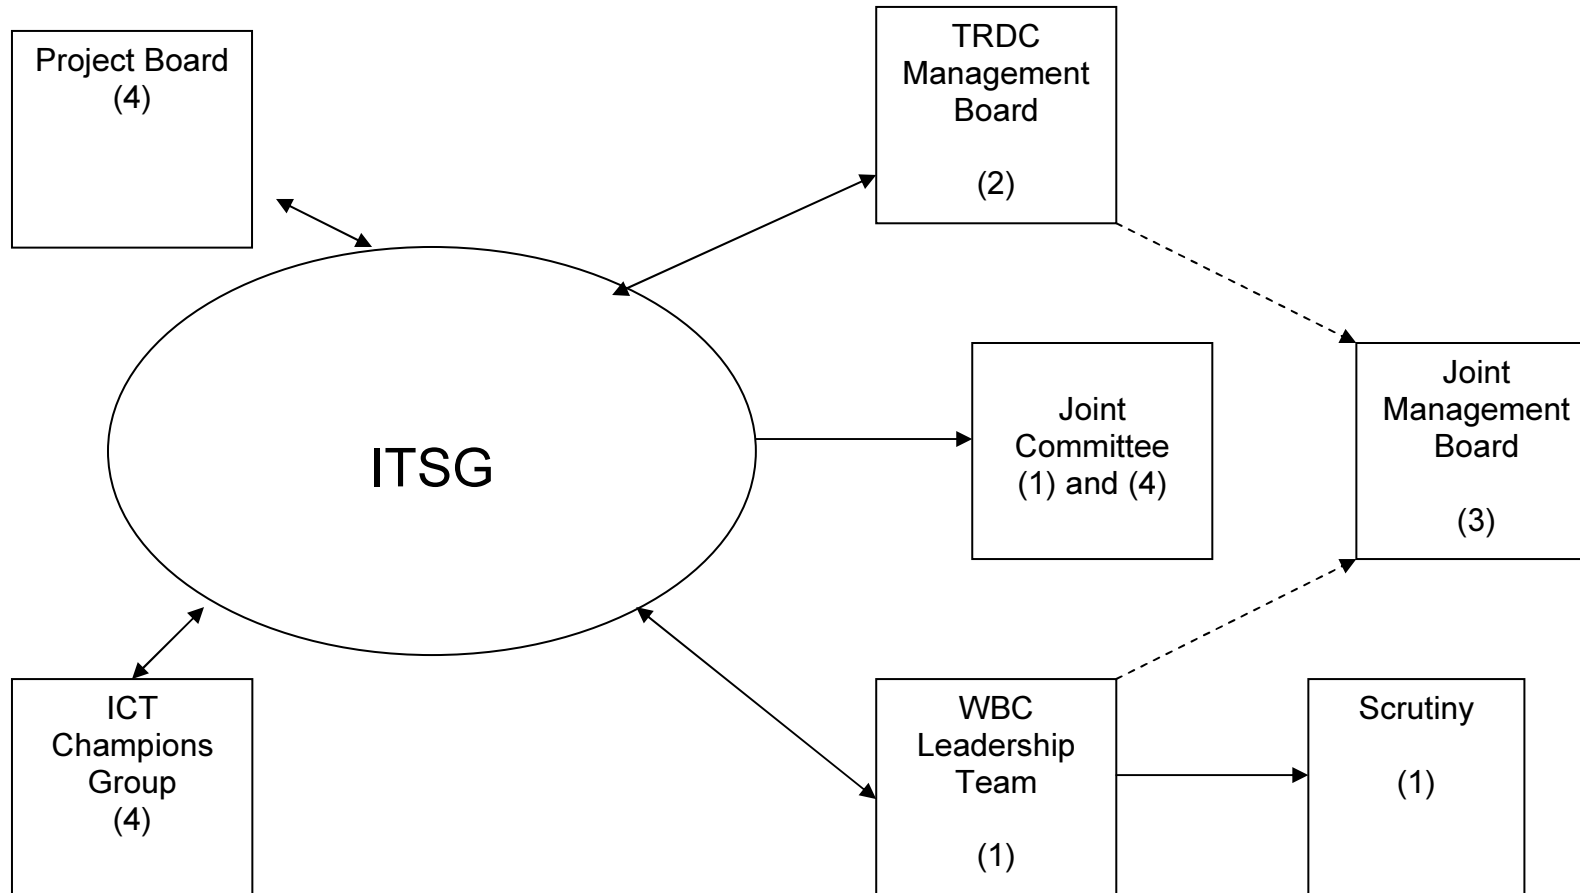 Project Board
(4)
TRDC
Management
Board
(2)
ITSG
Joint
Committee
(1) and (4)
Joint
Management
Board
(3)
ICT
Champions
Group
(4)
WBC
Leadership
Team
(1)
Scrutiny
(1)